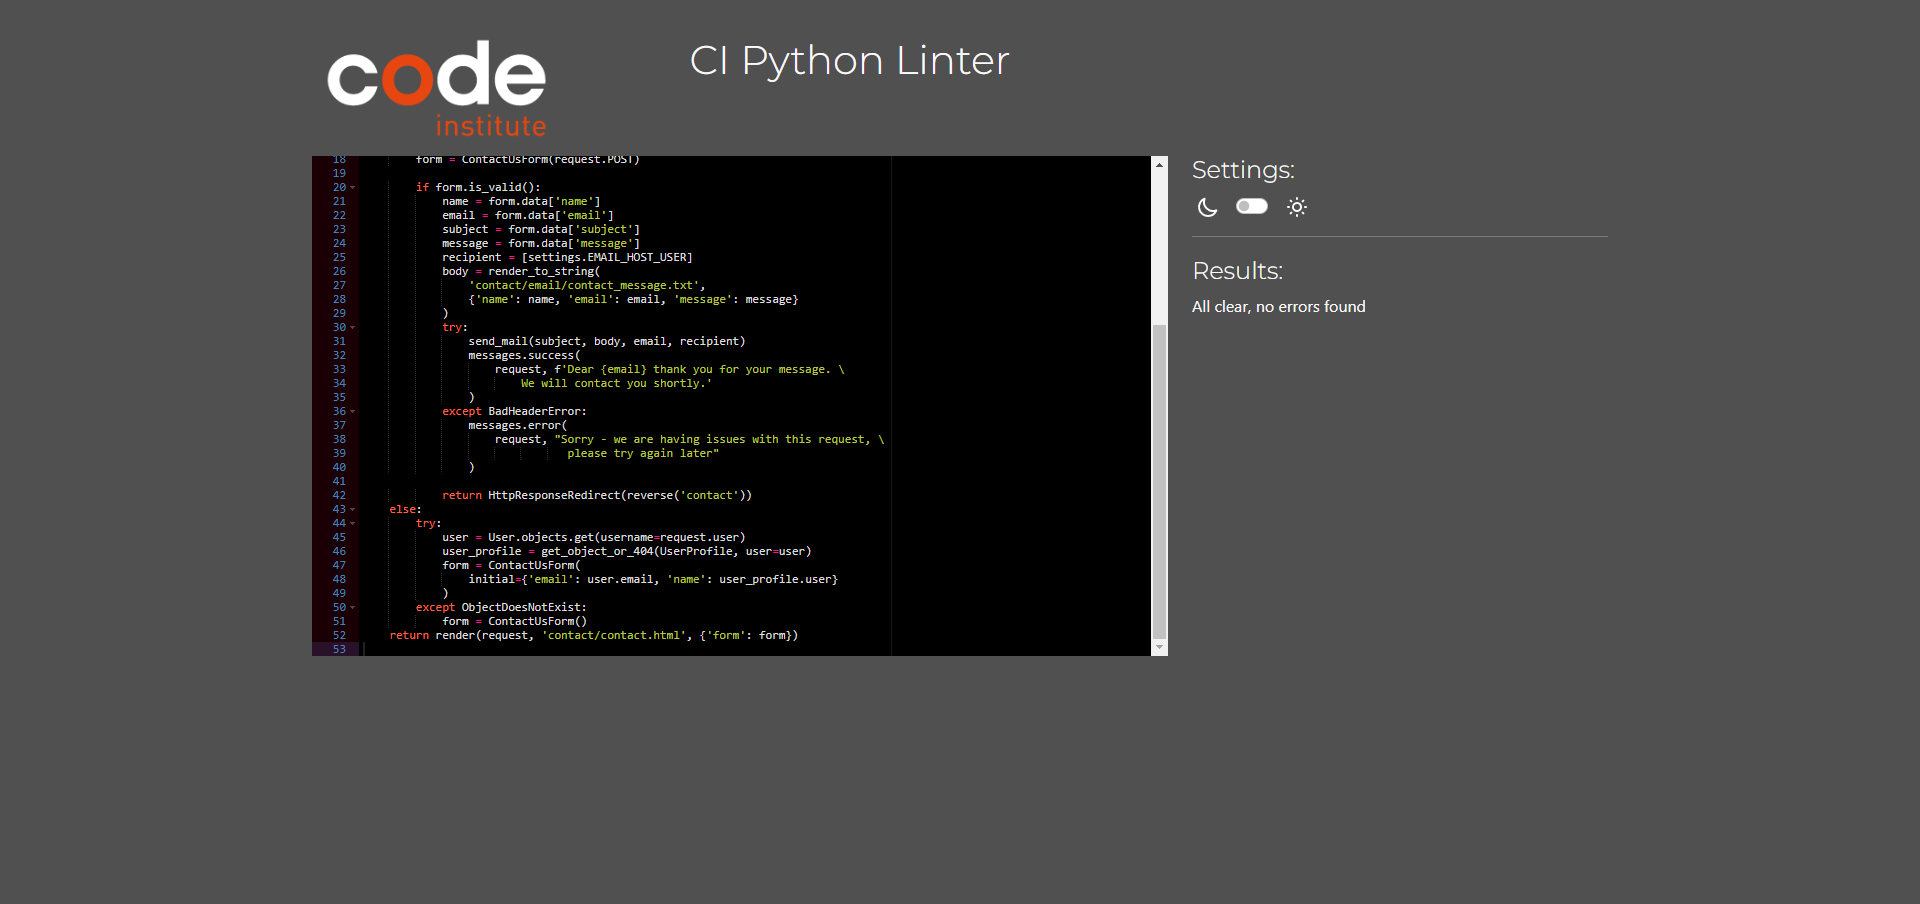 code
institute
CI Python Linter
18 form = ContactUsForm(request.POST)
19
20 if form.is_valid():
21 name = form.data['name']
22 email = form.data['email']
23 subject = form.data['subject']
24 message = form.data['message']
25 recipient = [settings.EMAIL_HOST_USER]
26 body = render_to_string(
27 'contact/email/contact_message.txt',
28 {'name': name, 'email': email, 'message': message}
29 )
30 try:
31 send_mail(subject, body, email, recipient)
32 messages.success(
33 request, f'Dear {email} thank you for your message. \
34 We will contact you shortly.'
35 )
36 except BadHeaderError:
37 messages.error(
38 request, "Sorry - we are having issues with this request, \
39 please try again later"
40 )
41
42 return HttpResponseRedirect(reverse('contact'))
43 else:
44 try:
45 user = User.objects.get(username=request.user)
46 user_profile = get_object_or_404(UserProfile, user=user)
47 form = ContactUsForm(
48 initial={'email': user.email, 'name': user_profile.user}
49 )
50 except ObjectDoesNotExist:
51 form = ContactUsForm()
52 return render(request, 'contact/contact.html', {'form': form})
53
Settings:
Results:
All clear, no errors found